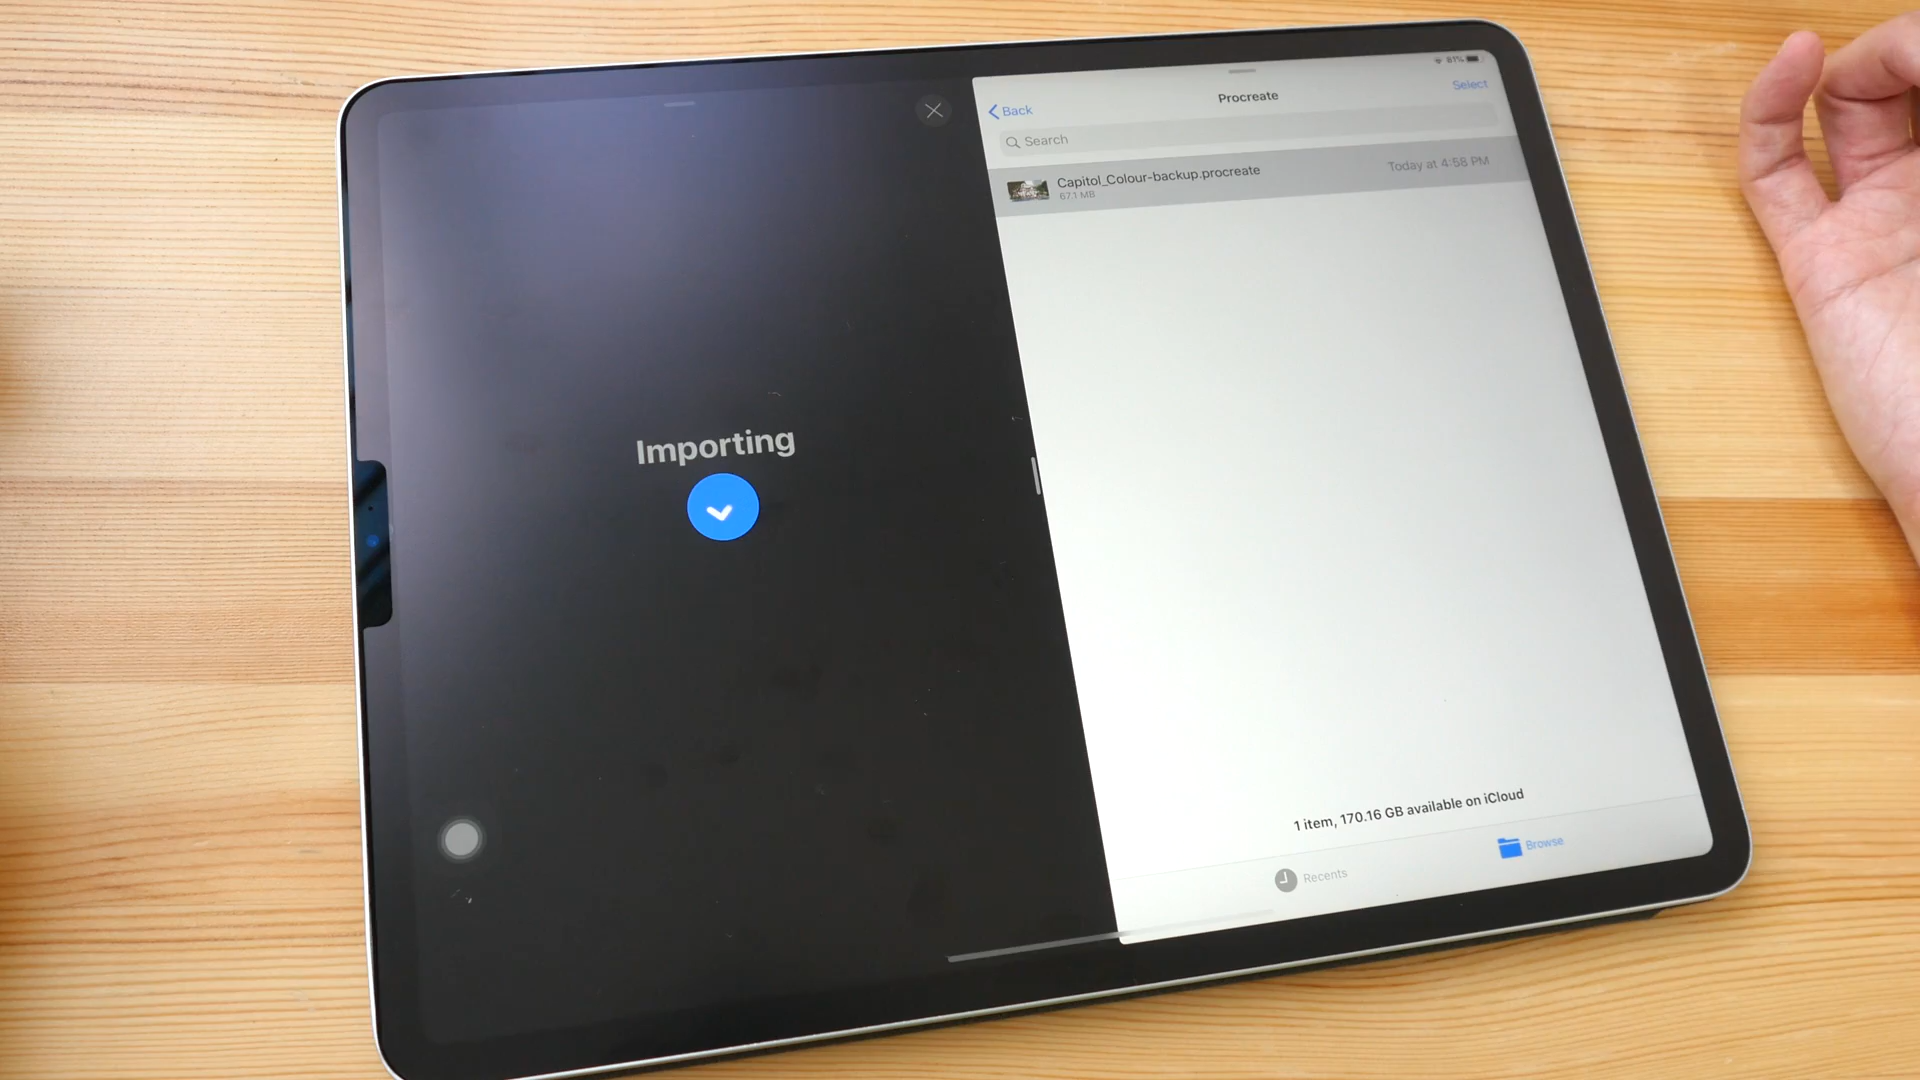 Importing
81%
Back
Procreate
Select
Search
Capitol_Colour-backup.procreate
Today at 4:58 PM
67.1 MB
1 item, 170.16 GB available on iCloud
Recents
Browse